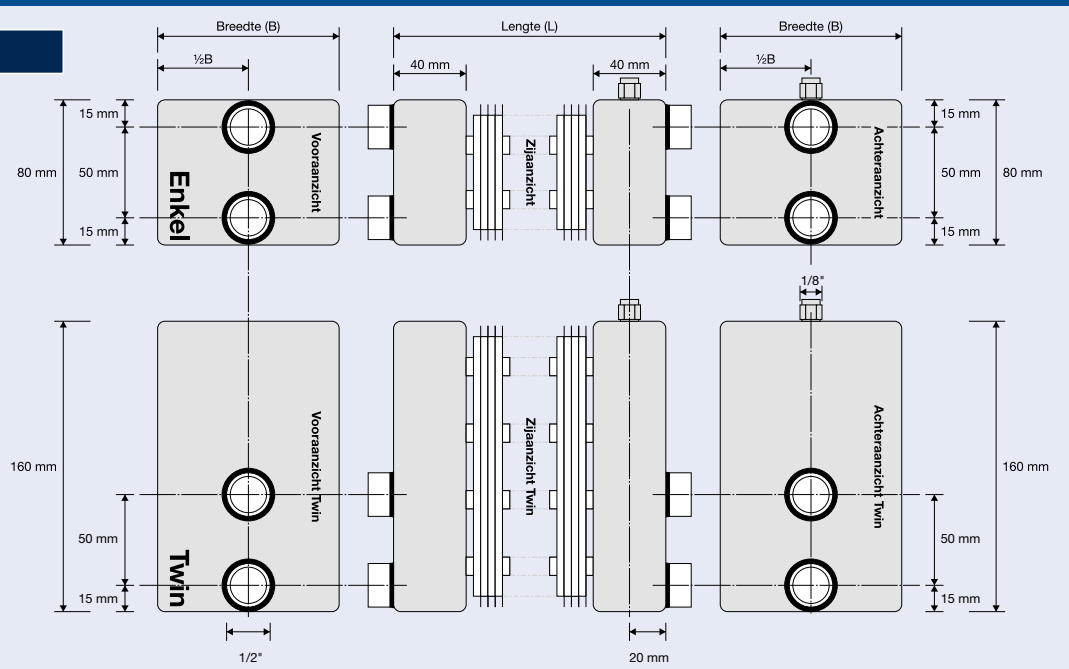 Breedte (B)
Lengte (L)
Breedte (B)
½B
40 mm
40 mm
½B
15 mm
15 mm
80 mm
50 mm
50 mm
80 mm
15 mm
15 mm
Enkel
Vooraanzicht
Zijaanzicht
Achteraanzicht
1/8"
160 mm
160 mm
Vooraanzicht Twin
Zijaanzicht Twin
Achteraanzicht Twin
50 mm
50 mm
Twin
15 mm
15 mm
1/2"
20 mm